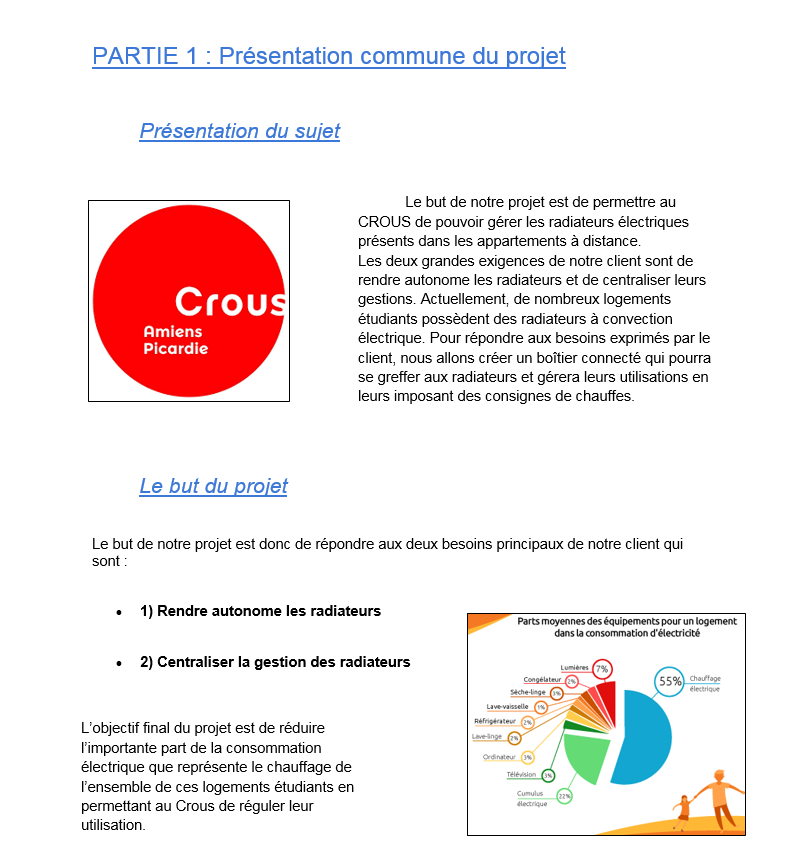 PARTIE 1 : Présentation commune du projet
Présentation du sujet
Crous
Amiens
Picardie
Le but de notre projet est de permettre au
CROUS de pouvoir gérer les radiateurs électriques
présents dans les appartements à distance.
Les deux grandes exigences de notre client sont de
rendre autonome les radiateurs et de centraliser leurs
gestions. Actuellement, de nombreux logements
étudiants possèdent des radiateurs à convection
électrique. Pour répondre aux besoins exprimés par le
client, nous allons créer un boîtier connecté qui pourra
se greffer aux radiateurs et gérera leurs utilisations en
leurs imposant des consignes de chauffes.
Le but du projet
Le but de notre projet est donc de répondre aux deux besoins principaux de notre client qui
sont :
• 1) Rendre autonome les radiateurs
• 2) Centraliser la gestion des radiateurs
L'objectif final du projet est de réduire
l'importante part de la consommation
électrique que représente le chauffage de
l'ensemble de ces logements étudiants en
permettant au Crous de réguler leur
utilisation.
Parts moyennes des équipements pour un logement
dans la consommation d'électricité
Lumières 7%
Congélateur 2%
Sèche-linge 3%
Lave-vaisselle 1%
Réfrigérateur 2%
Lave-linge 2%
Ordinateur 3%
Télévision 3%
Cumulus
électrique 22%
55% Chauffage
électrique